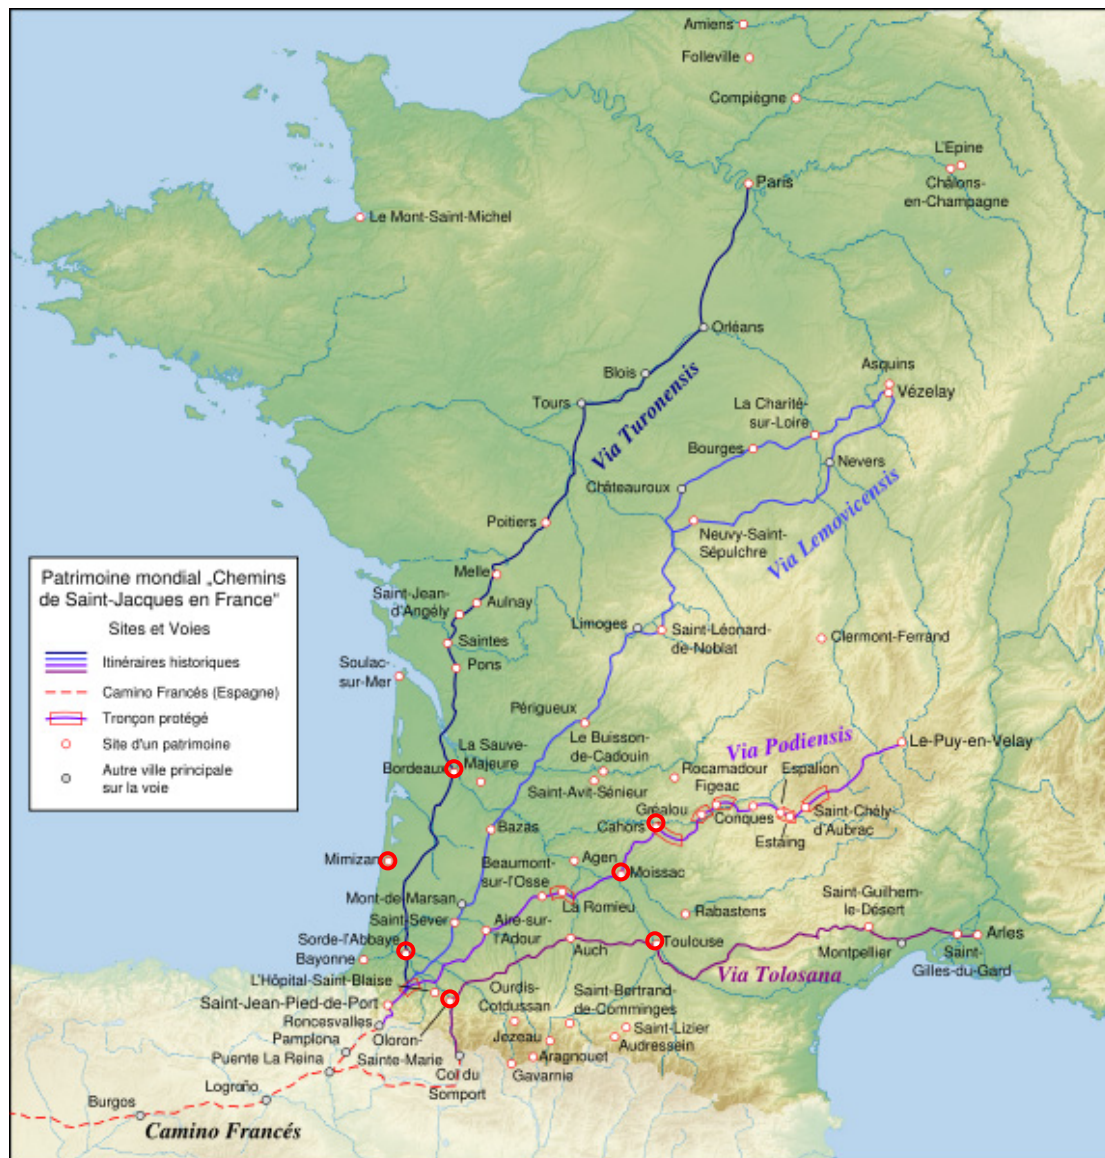 Amiens
Folleville
Compiègne
L'Epine
Châlons-
en-Champagne
Paris
Le Mont-Saint-Michel
Orléans
Blois
Tours
Via Turonensis
Asquins
Vézelay
La Charité-
sur-Loire
Bourges
Nevers
Châteauroux
Via Lemovicensis
Poitiers
Neuvy-Saint-
Sépulchre
Melle
Saint-Jean-
d'Angély
Aulnay
Limoges
Saint-Léonard-
de-Noblat
Clermont-Ferrand
Saintes
Pons
Soulac-
sur-Mer
Patrimoine mondial „Chemins
de Saint-Jacques en France“
Sites et Voies
Itinéraires historiques
Camino Francés (Espagne)
Tronçon protégé
Site d'un patrimoine
Autre ville principale
sur la voie
Périgueux
Le Buisson-
de-Cadouin
Via Podiensis
Le-Puy-en-Velay
La Sauve-
Majeure
Bordeaux
Saint-Avit-Sénieur
Rocamadour
Figeac
Espalion
Gréalou
Cahors
Conques
Estaing
Saint-Chély-
d'Aubrac
Bazas
Mimizan
Beaumont-
sur-l'Osse
Agen
Moissac
Mont-de-Marsan
La Romieu
Rabastens
Saint-Guilhem-
le-Désert
Saint-Sever
Aire-sur-
l'Adour
Sorde-l'Abbaye
Bayonne
Auch
Toulouse
Montpellier
Arles
Saint-
Gilles-du-Gard
Via Tolosana
L'Hôpital-Saint-Blaise
Saint-Jean-Pied-de-Port
Ourdis-
Cotdussan
Saint-Bertrand-
de-Comminges
Roncesvalles
Pamplona
Oloron-
Sainte-Marie
Puente La Reina
Jezeau
Saint-Lizier
Audressein
Aragnouet
Gavarnie
Col du
Somport
Logroño
Burgos
Camino Francés